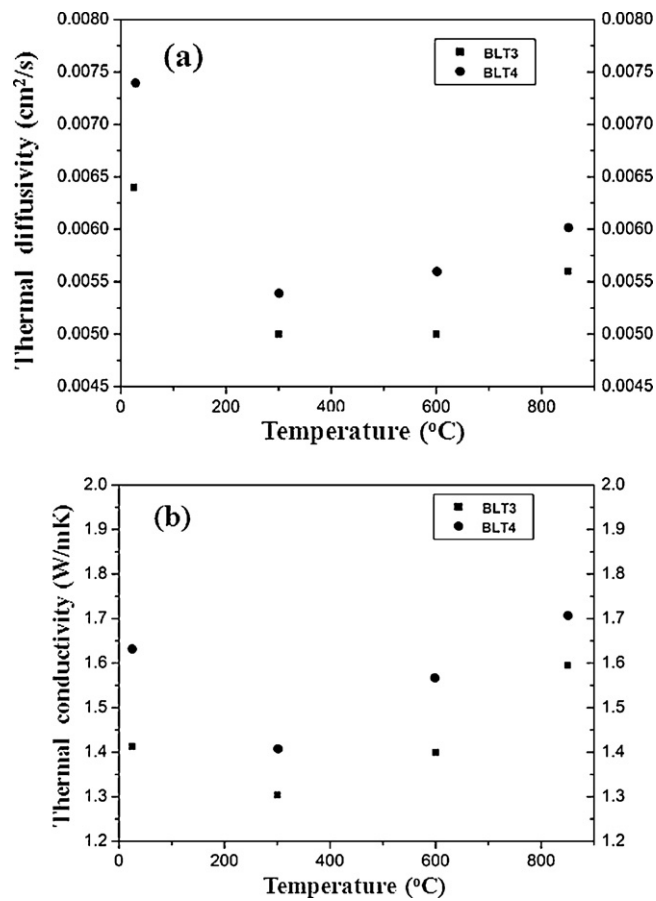 0.0080
0.0075
0.0070
0.0065
0.0060
0.0055
0.0050
0.0045
Thermal diffusivity (cm²/s)
(a)
BLT3
BLT4
0.0080
0.0075
0.0070
0.0065
0.0060
0.0055
0.0050
0.0045
0 200 400 600 800
Temperature (°C)
2.0
1.9
1.8
1.7
1.6
1.5
1.4
1.3
1.2
Thermal conductivity (W/mK)
(b)
BLT3
BLT4
2.0
1.9
1.8
1.7
1.6
1.5
1.4
1.3
1.2
0 200 400 600 800
Temperature (°C)